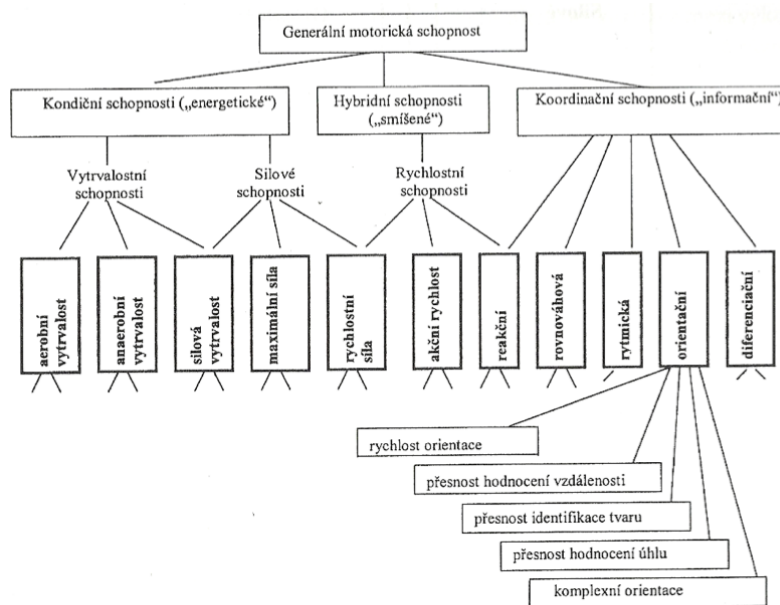 Generální motorická schopnost
Kondiční schopnosti („energetické“)
Hybridní schopnosti
(„smíšené“)
Koordinační schopnosti („informační“)
Vytrvalostní
schopnosti
Silové
schopnosti
Rychlostní
schopnosti
aerobní
vytrvalost
anaerobní
vytrvalost
silová
vytrvalost
maximální síla
rychlostní
síla
akční rychlost
reakční
rovnováhová
rytmická
orientační
diferenciační
rychlost orientace
přesnost hodnocení vzdálenosti
přesnost identifikace tvaru
přesnost hodnocení úhlu
komplexní orientace